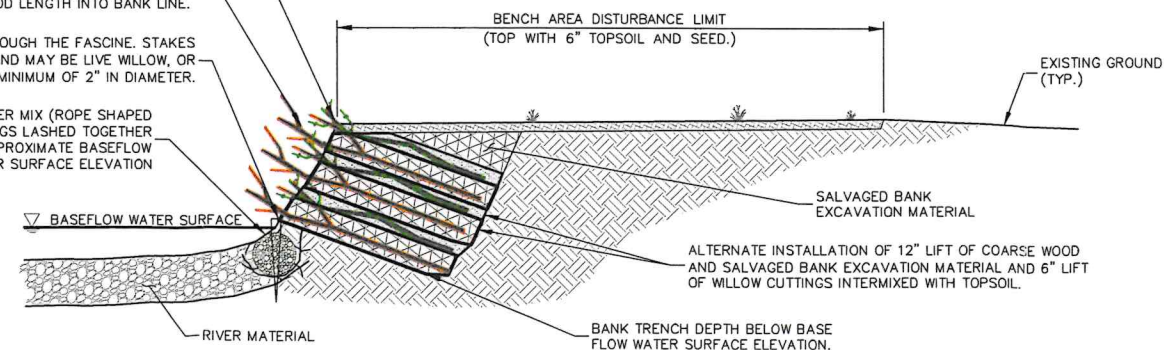 OD LENGTH INTO BANK LINE.
OUGH THE FASCINE. STAKES
AND MAY BE LIVE WILLOW, OR
MINIMUM OF 2" IN DIAMETER.
ER MIX (ROPE SHAPED
GS LASHED TOGETHER
PROXIMATE BASEFLOW
R SURFACE ELEVATION
BASEFLOW WATER SURFACE
RIVER MATERIAL
BENCH AREA DISTURBANCE LIMIT
(TOP WITH 6" TOPSOIL AND SEED.)
EXISTING GROUND
(TYP.)
SALVAGED BANK
EXCAVATION MATERIAL
ALTERNATE INSTALLATION OF 12" LIFT OF COARSE WOOD
AND SALVAGED BANK EXCAVATION MATERIAL AND 6" LIFT
OF WILLOW CUTTINGS INTERMIXED WITH TOPSOIL.
BANK TRENCH DEPTH BELOW BASE
FLOW WATER SURFACE ELEVATION.